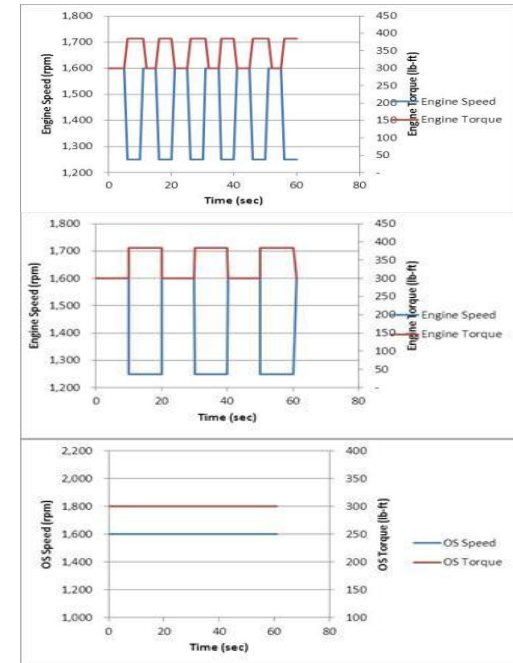 1,800
1,700
1,600
1,500
1,400
1,300
1,200
Engine Speed (rpm)
0 20 40 60 80
Time (sec)
450
400
350
300
250
200
150
100
50
-
Engine Torque (lb-ft)
Engine Speed
Engine Torque
1,800
1,700
1,600
1,500
1,400
1,300
1,200
Engine Speed (rpm)
0 20 40 60 80
Time (sec)
450
400
350
300
250
200
150
100
50
-
Engine Torque (lb-ft)
Engine Speed
Engine Torque
2,200
2,000
1,800
1,600
1,400
1,200
1,000
OS Speed (rpm)
0 20 40 60 80
Time (sec)
400
350
300
250
200
150
100
OS Torque (lb-ft)
OS Speed
OS Torque